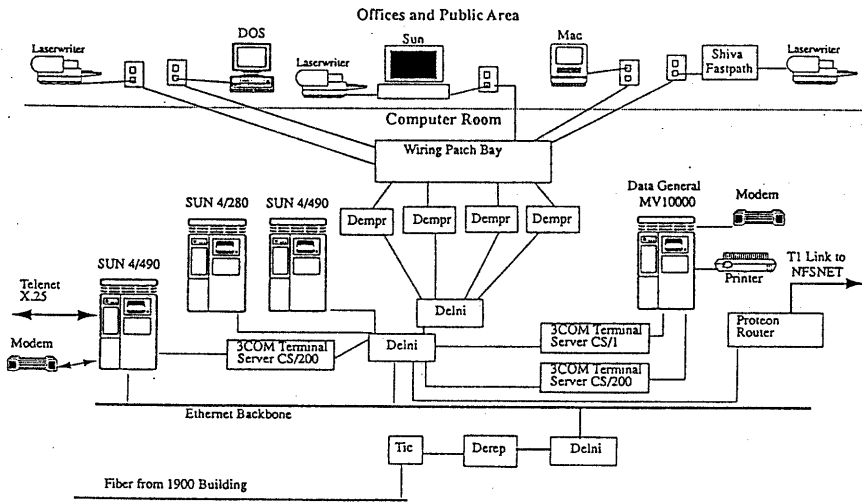 Offices and Public Area
Laserwriter
DOS
Sun
Mac
Shiva
Fastpath
Laserwriter
Laserwriter
Computer Room
Wiring Patch Bay
SUN 4/280
SUN 4/490
Dempr
Dempr
Dempr
Dempr
Data General
MV10000
Modem
SUN 4/490
Telenet
X.25
Printer
T1 Link to
NFSNET
Delni
Proteon
Router
Modem
3COM Terminal
Server CS/200
Delni
3COM Terminal
Server CS/1
3COM Terminal
Server CS/200
Ethernet Backbone
Tic
Derep
Delni
Fiber from 1900 Building